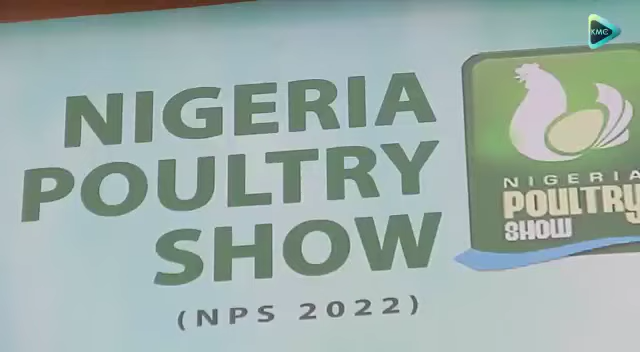 KMC
NIGERIA
POULTRY
SHOW
(NPS 2022)
NIGERIA
POULTRY
SHOW